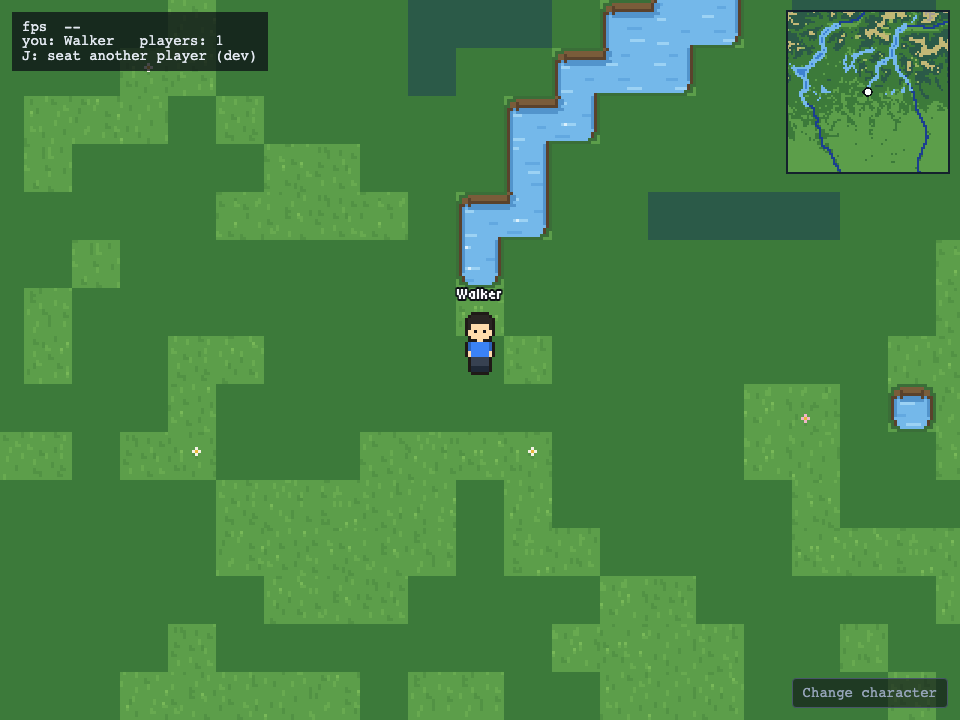 fps  --
you: Walker   players: 1
J: seat another player (dev)
Walker
Change character